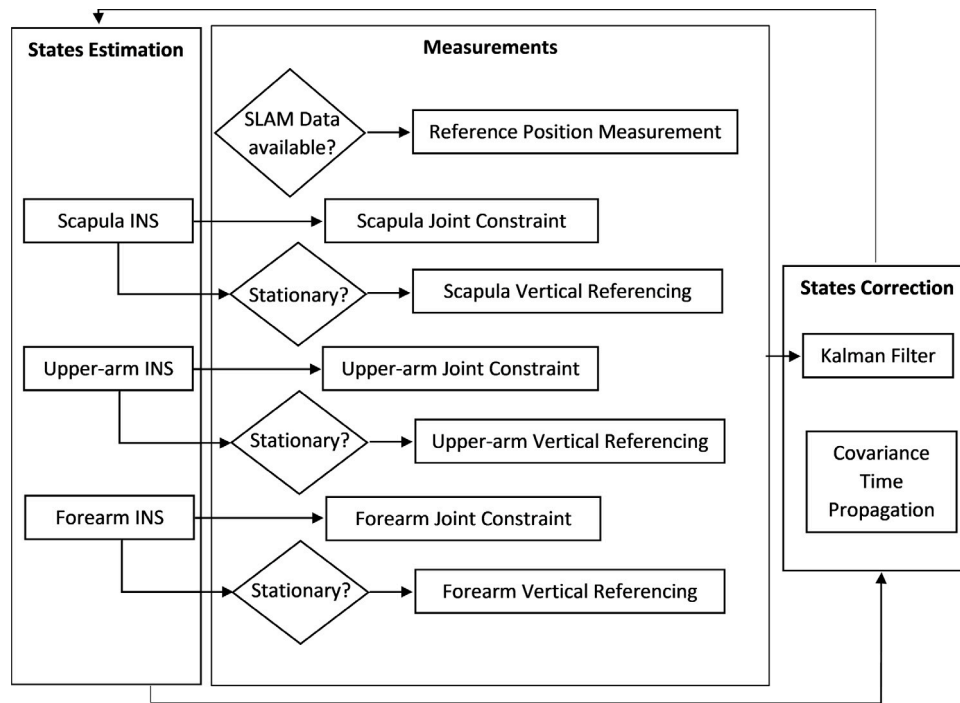 States Estimation
Measurements
SLAM Data
available?
Reference Position Measurement
Scapula INS
Scapula Joint Constraint
Stationary?
Scapula Vertical Referencing
Upper-arm INS
Upper-arm Joint Constraint
Stationary?
Upper-arm Vertical Referencing
Forearm INS
Forearm Joint Constraint
Stationary?
Forearm Vertical Referencing
States Correction
Kalman Filter
Covariance
Time
Propagation